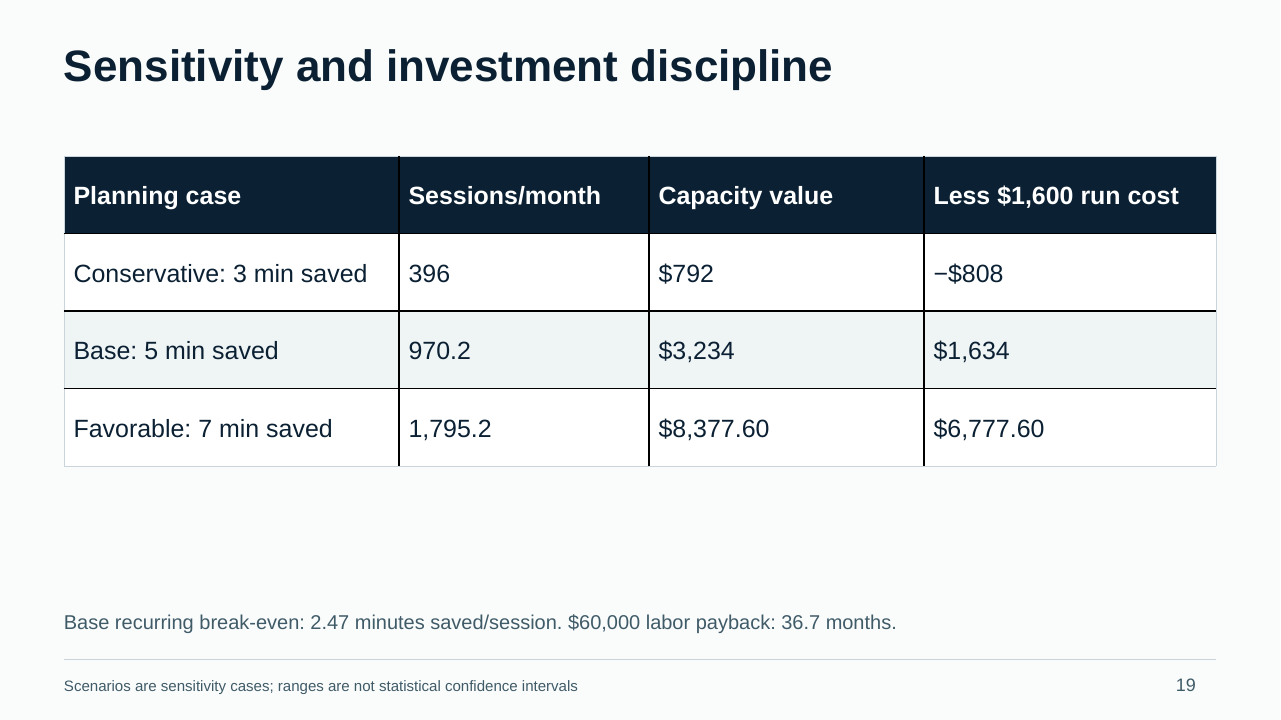 Sensitivity and investment discipline
Planning case Sessions/month Capacity value Less $1,600 run cost
Conservative: 3 min saved 396 $792 −$808
Base: 5 min saved 970.2 $3,234 $1,634
Favorable: 7 min saved 1,795.2 $8,377.60 $6,777.60
Base recurring break-even: 2.47 minutes saved/session. $60,000 labor payback: 36.7 months.
Scenarios are sensitivity cases; ranges are not statistical confidence intervals 19